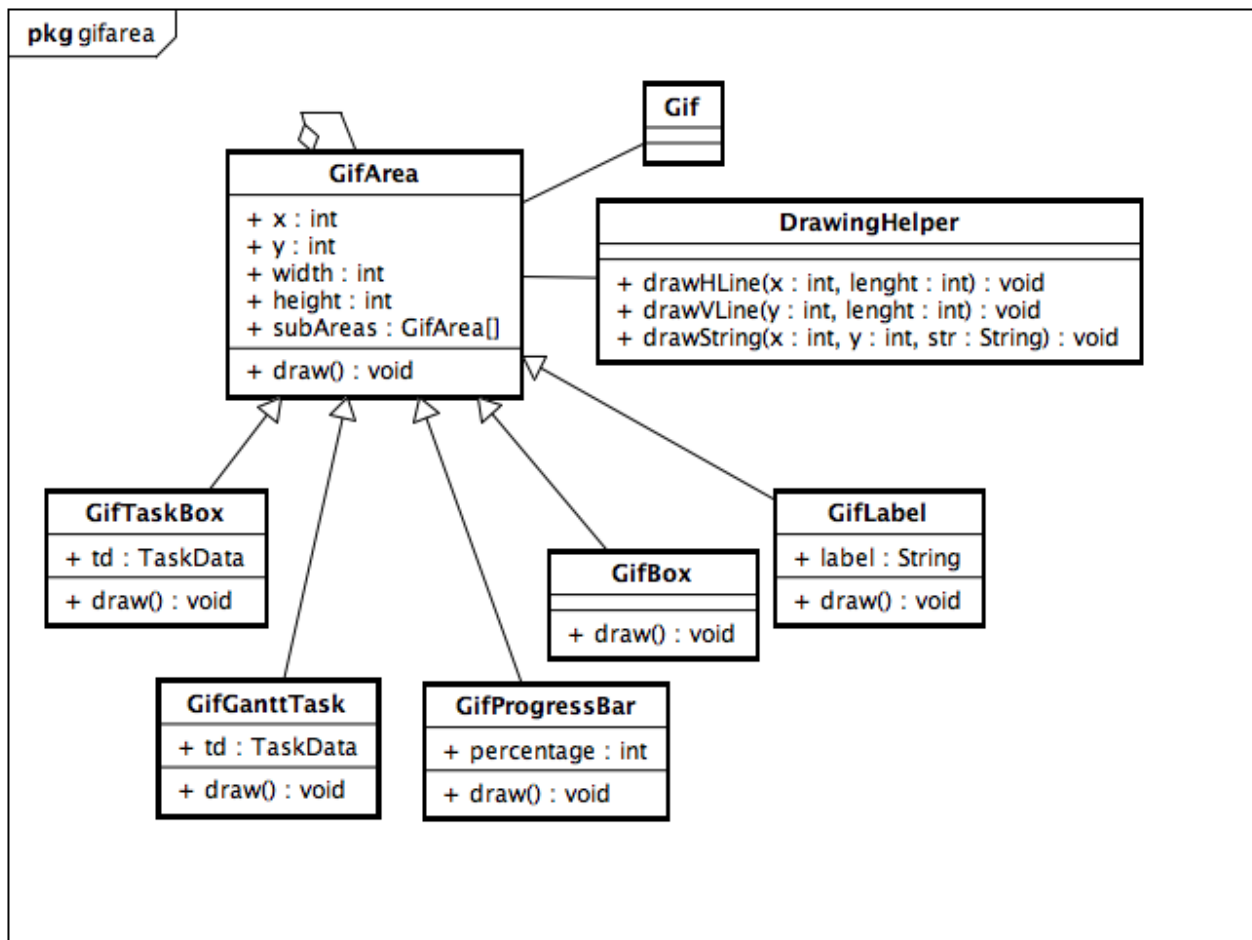 pkg gifarea
Gif
GifArea
+ x : int
+ y : int
+ width : int
+ height : int
+ subAreas : GifArea[]
+ draw() : void
DrawingHelper
+ drawHLine(x : int, lenght : int) : void
+ drawVLine(y : int, lenght : int) : void
+ drawString(x : int, y : int, str : String) : void
GifTaskBox
+ td : TaskData
+ draw() : void
GifGanttTask
+ td : TaskData
+ draw() : void
GifProgressBar
+ percentage : int
+ draw() : void
GifBox
+ draw() : void
GifLabel
+ label : String
+ draw() : void